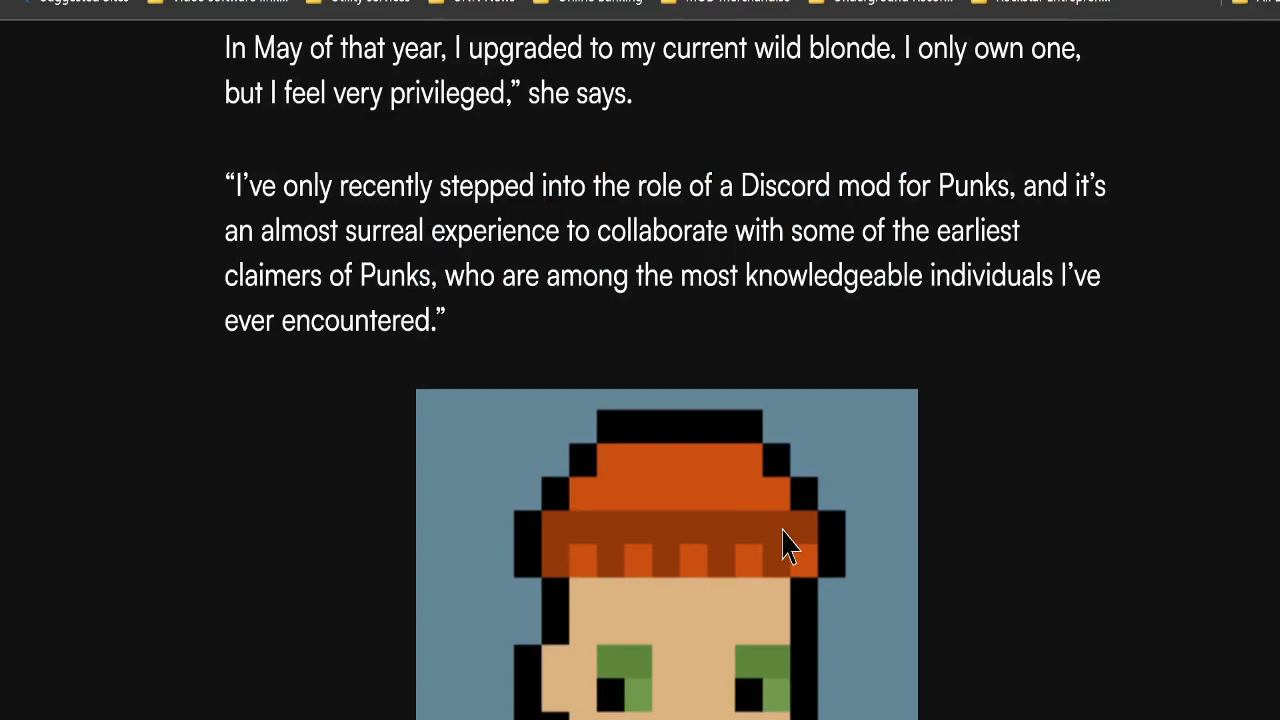 In May of that year, I upgraded to my current wild blonde. I only own one,
but I feel very privileged,” she says.
“I’ve only recently stepped into the role of a Discord mod for Punks, and it’s
an almost surreal experience to collaborate with some of the earliest
claimers of Punks, who are among the most knowledgeable individuals I’ve
ever encountered.”